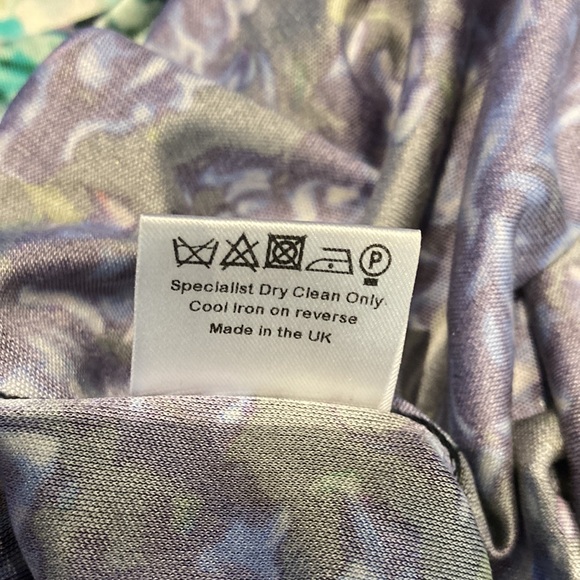 P
Specialist Dry Clean Only
Cool Iron on reverse
Made in the UK